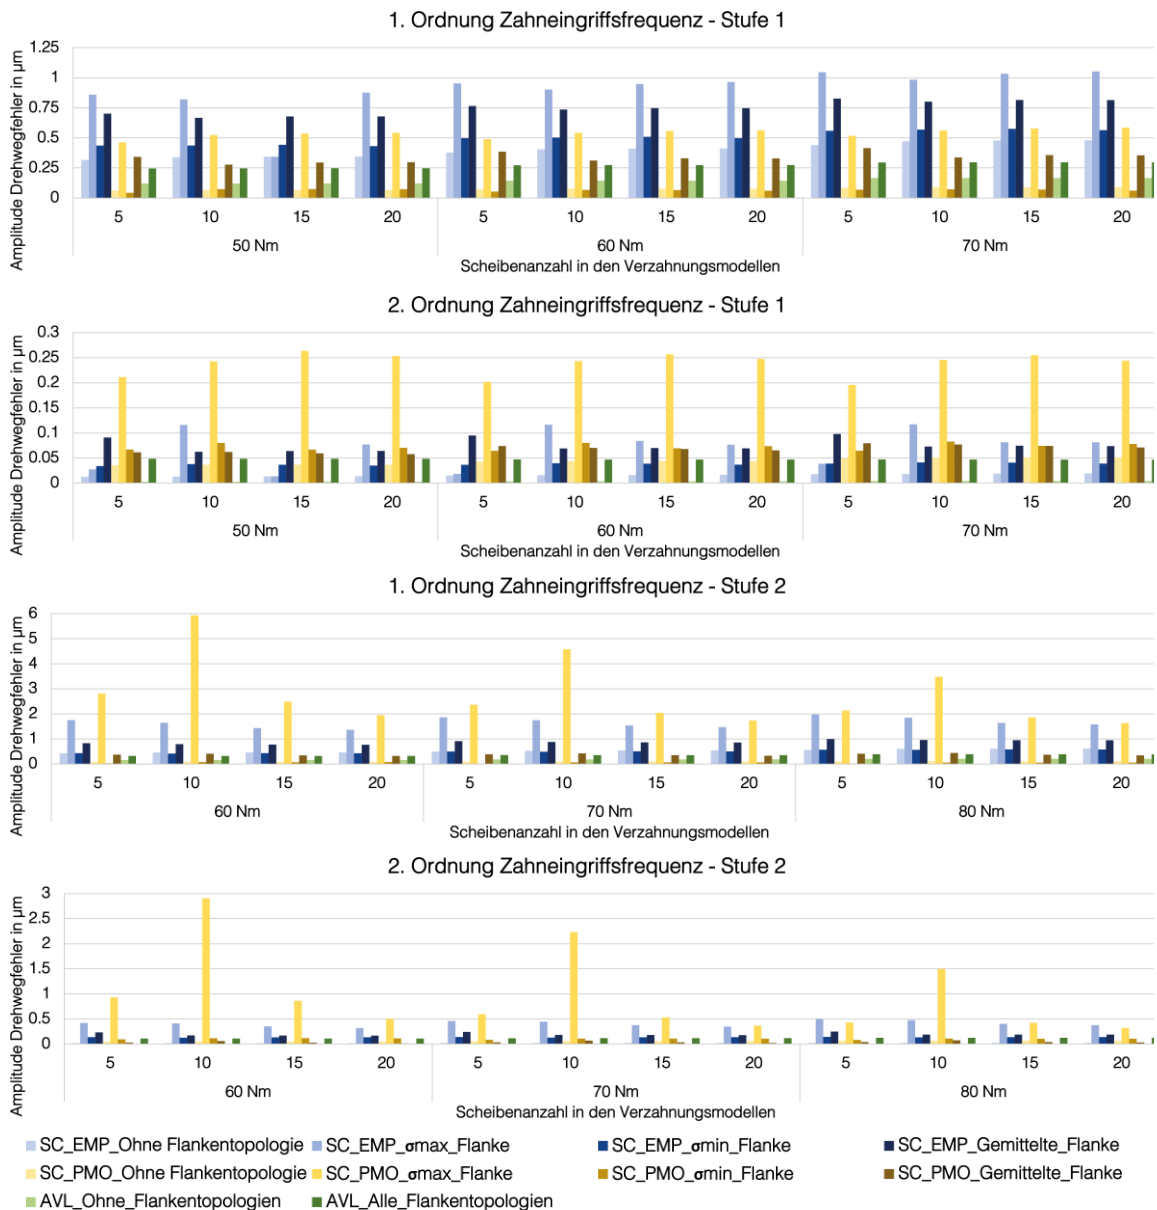 1. Ordnung Zahneingriffsfrequenz - Stufe 1
Amplitude Drehwegfehler in µm
1.25
1
0.75
0.5
0.25
0
5 10 15 20 5 10 15 20 5 10 15 20
50 Nm 60 Nm 70 Nm
Scheibenanzahl in den Verzahnungsmodellen
2. Ordnung Zahneingriffsfrequenz - Stufe 1
Amplitude Drehwegfehler in µm
0.3
0.25
0.2
0.15
0.1
0.05
0
5 10 15 20 5 10 15 20 5 10 15 20
50 Nm 60 Nm 70 Nm
Scheibenanzahl in den Verzahnungsmodellen
1. Ordnung Zahneingriffsfrequenz - Stufe 2
Amplitude Drehwegfehler in µm
6
5
4
3
2
1
0
5 10 15 20 5 10 15 20 5 10 15 20
60 Nm 70 Nm 80 Nm
Scheibenanzahl in den Verzahnungsmodellen
2. Ordnung Zahneingriffsfrequenz - Stufe 2
Amplitude Drehwegfehler in µm
3
2.5
2
1.5
1
0.5
0
5 10 15 20 5 10 15 20 5 10 15 20
60 Nm 70 Nm 80 Nm
Scheibenanzahl in den Verzahnungsmodellen
SC_EMP_Ohne Flankentopologie SC_EMP_σmax_Flanke SC_EMP_σmin_Flanke SC_EMP_Gemittelte_Flanke
SC_PMO_Ohne Flankentopologie SC_PMO_σmax_Flanke SC_PMO_σmin_Flanke SC_PMO_Gemittelte_Flanke
AVL_Ohne_Flankentopologien AVL_Alle_Flankentopologien